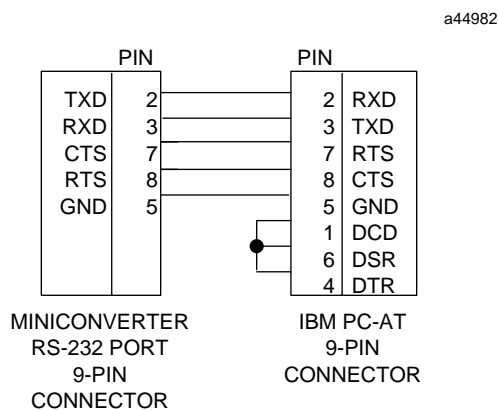 a44982
PIN PIN
TXD 2 2 RXD
RXD 3 3 TXD
CTS 7 7 RTS
RTS 8 8 CTS
GND 5 5 GND
1 DCD
6 DSR
4 DTR
MINICONVERTER
RS-232 PORT
9-PIN
CONNECTOR
IBM PC-AT
9-PIN
CONNECTOR